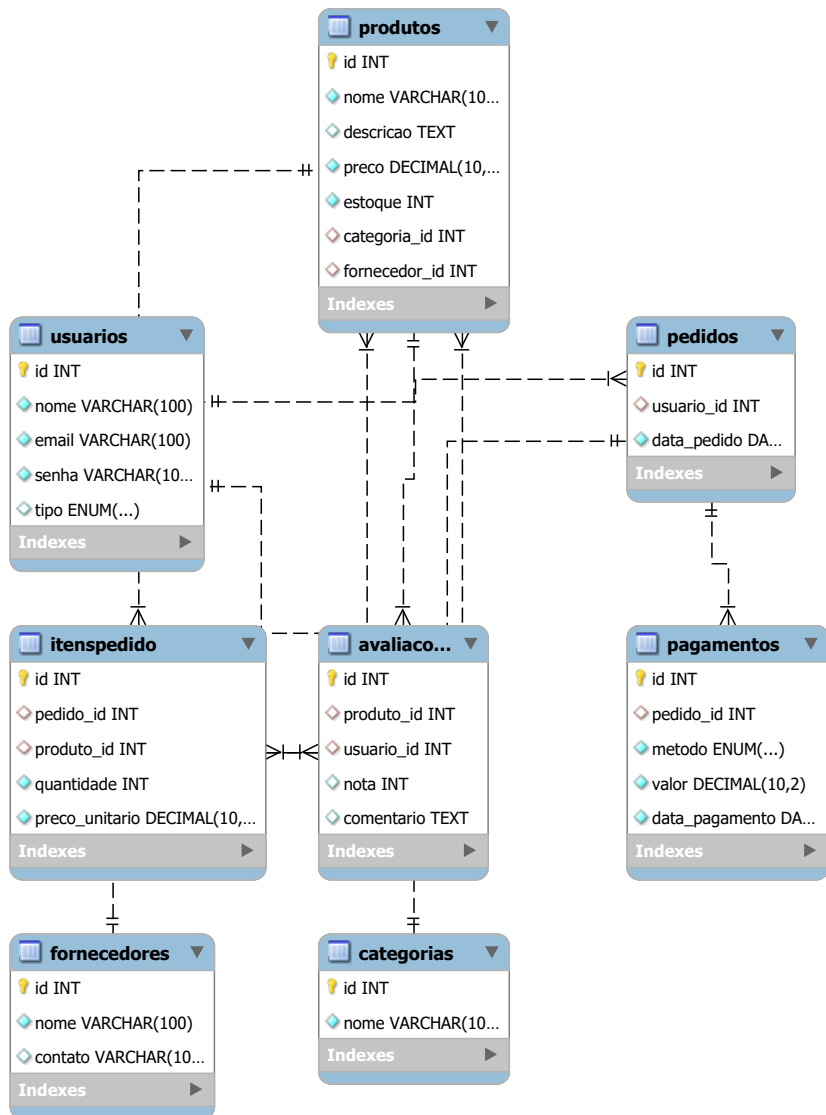 produtos
id INT
nome VARCHAR(10...
descricao TEXT
preco DECIMAL(10,...
estoque INT
categoria_id INT
fornecedor_id INT
Indexes
usuarios
id INT
nome VARCHAR(100)
email VARCHAR(100)
senha VARCHAR(10...
tipo ENUM(...)
Indexes
pedidos
id INT
usuario_id INT
data_pedido DA...
Indexes
itenspedido
id INT
pedido_id INT
produto_id INT
quantidade INT
preco_unitario DECIMAL(10,...
Indexes
avaliaco...
id INT
produto_id INT
usuario_id INT
nota INT
comentario TEXT
Indexes
pagamentos
id INT
pedido_id INT
metodo ENUM(...)
valor DECIMAL(10,2)
data_pagamento DA...
Indexes
fornecedores
id INT
nome VARCHAR(100)
contato VARCHAR(10...
Indexes
categorias
id INT
nome VARCHAR(10...
Indexes